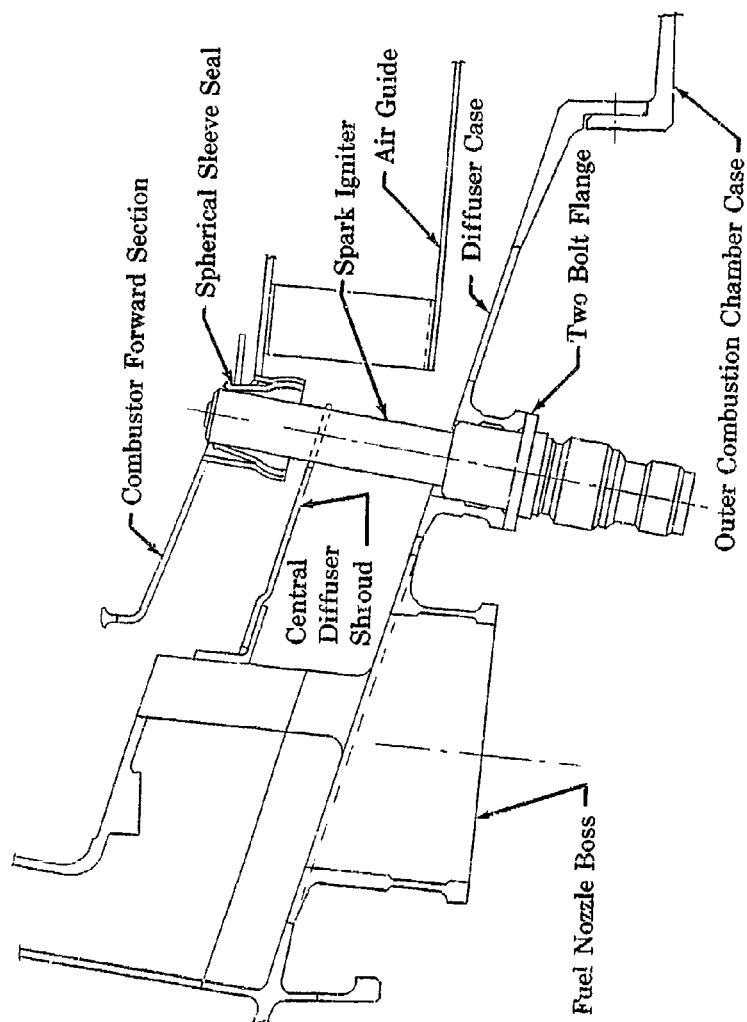 Combustor Forward Section
Spherical Sleeve Seal
Central
Diffuser
Shroud
Spark Igniter
Air Guide
Diffuser Case
Two Bolt Flange
Fuel Nozzle Boss
Outer Combustion Chamber Case